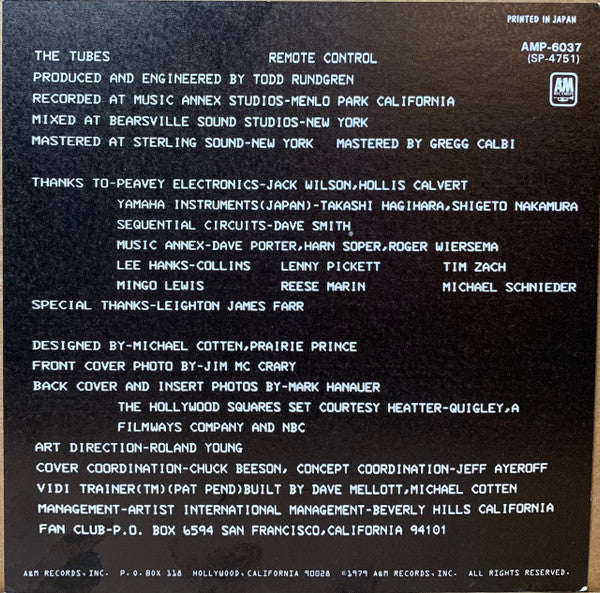 PRINTED IN JAPAN
AMP-6037
(SP-4751)
A&M
RECORDS
THE TUBES REMOTE CONTROL
PRODUCED AND ENGINEERED BY TODD RUNDGREN
RECORDED AT MUSIC ANNEX STUDIOS-MENLO PARK CALIFORNIA
MIXED AT BEARSVILLE SOUND STUDIOS-NEW YORK
MASTERED AT STERLING SOUND-NEW YORK MASTERED BY GREGG CALBI
THANKS TO-PEAVEY ELECTRONICS-JACK WILSON,HOLLIS CALVERT
YAMAHA INSTRUMENTS(JAPAN)-TAKASHI HAGIHARA,SHIGETO NAKAMURA
SEQUENTIAL CIRCUITS-DAVE SMITH
MUSIC ANNEX-DAVE PORTER,HARN SOPER,ROGER WIERSEMA
LEE HANKS-COLLINS LENNY PICKETT TIM ZACH
MINGO LEWIS REESE MARIN MICHAEL SCHNIEDER
SPECIAL THANKS-LEIGHTON JAMES FARR
DESIGNED BY-MICHAEL COTTEN,PRAIRIE PRINCE
FRONT COVER PHOTO BY-JIM MC CRARY
BACK COVER AND INSERT PHOTOS BY-MARK HANAUER
THE HOLLYWOOD SQUARES SET COURTESY HEATTER-QUIGLEY,A
FILMWAYS COMPANY AND NBC
ART DIRECTION-ROLAND YOUNG
COVER COORDINATION-CHUCK BEESON, CONCEPT COORDINATION-JEFF AYEROFF
VIDI TRAINER(TM)(PAT PEND)BUILT BY DAVE MELLOTT,MICHAEL COTTEN
MANAGEMENT-ARTIST INTERNATIONAL MANAGEMENT-BEVERLY HILLS CALIFORNIA
FAN CLUB-P.O. BOX 6594 SAN FRANCISCO,CALIFORNIA 94101
A&M RECORDS, INC. P.O. BOX 118 HOLLYWOOD, CALIFORNIA 90028 ©1979 A&M RECORDS, INC. ALL RIGHTS RESERVED.